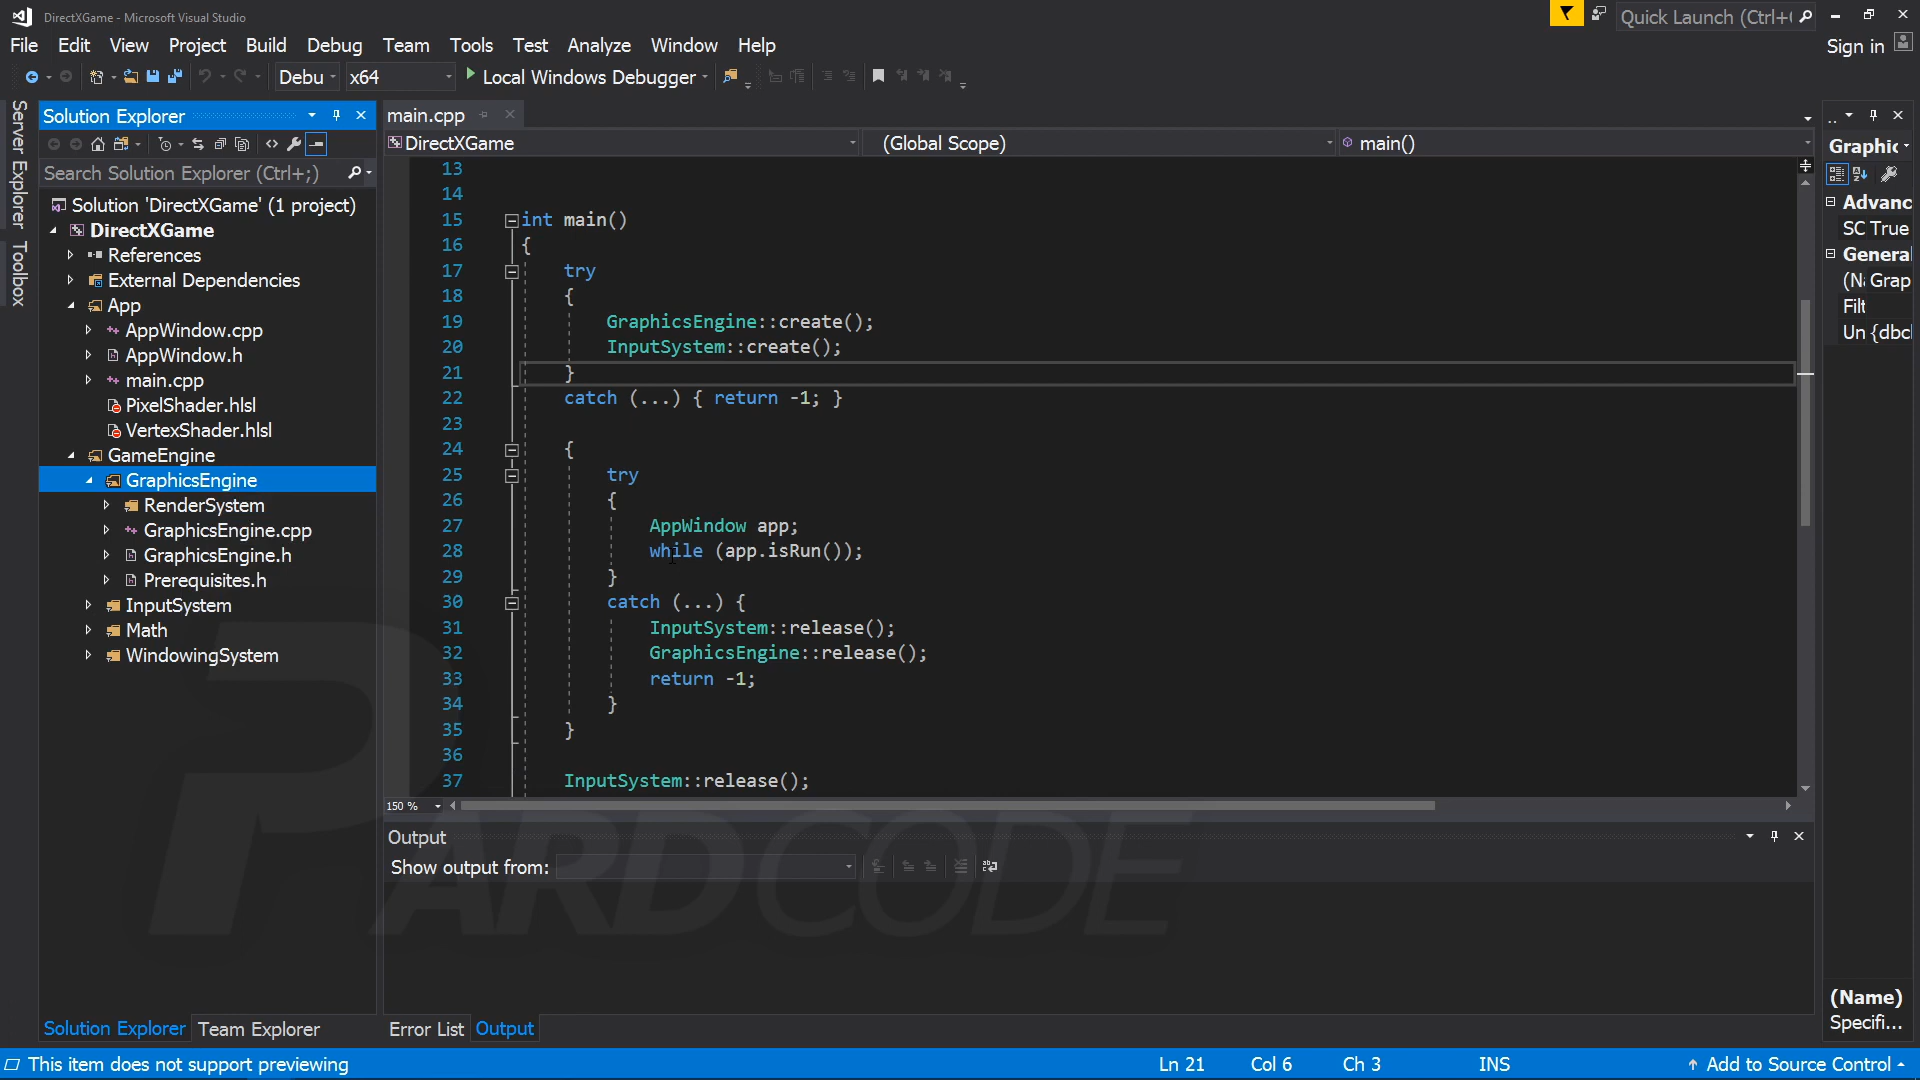 DirectXGame - Microsoft Visual Studio
Quick Launch (Ctrl+
File Edit View Project Build Debug Team Tools Test Analyze Window Help
Sign in
Debu x64 Local Windows Debugger
Server Explorer
Toolbox
Solution Explorer
Search Solution Explorer (Ctrl+;)
Solution 'DirectXGame' (1 project)
DirectXGame
References
External Dependencies
App
AppWindow.cpp
AppWindow.h
main.cpp
PixelShader.hlsl
VertexShader.hlsl
GameEngine
GraphicsEngine
RenderSystem
GraphicsEngine.cpp
GraphicsEngine.h
Prerequisites.h
InputSystem
Math
WindowingSystem
Solution Explorer Team Explorer
main.cpp
DirectXGame (Global Scope) main()
13
14
15 int main()
16 {
17 try
18 {
19 GraphicsEngine::create();
20 InputSystem::create();
21 }
22 catch (...) { return -1; }
23
24 {
25 try
26 {
27 AppWindow app;
28 while (app.isRun());
29 }
30 catch (...) {
31 InputSystem::release();
32 GraphicsEngine::release();
33 return -1;
34 }
35 }
36
37 InputSystem::release();
150 %
Output
Show output from:
PARDCODE
Error List Output
..
Graphic
Advanc
SC True
Genera
(Na Grap
Filt
Un {dbcl
(Name)
Specifi...
This item does not support previewing
Ln 21 Col 6 Ch 3 INS Add to Source Control